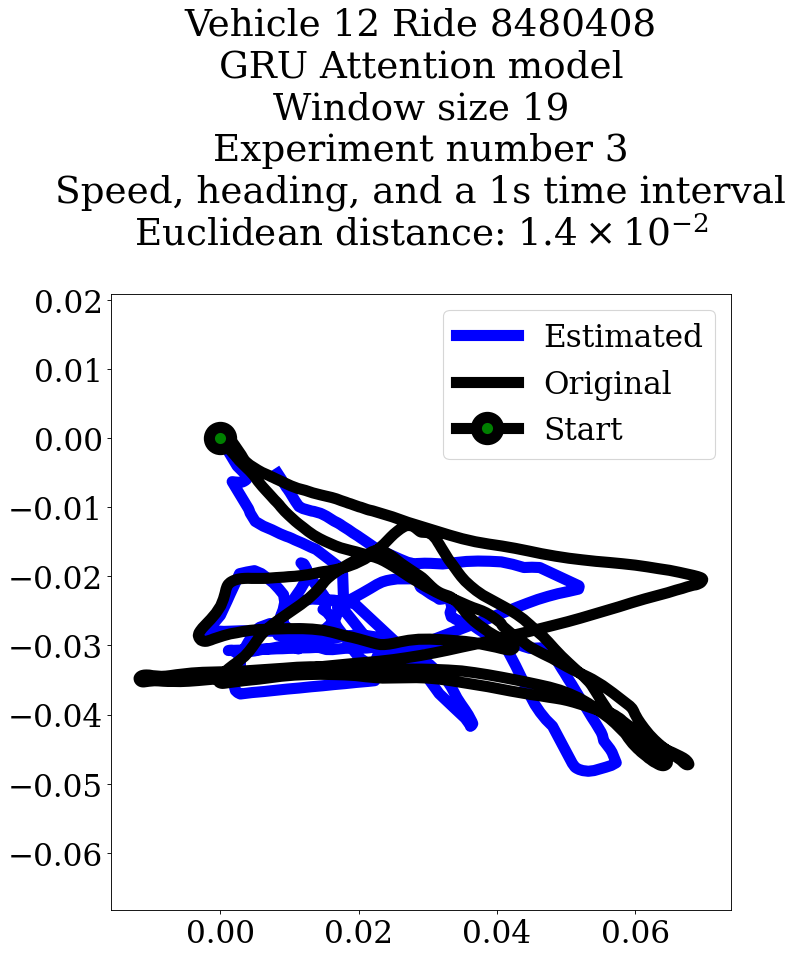 Vehicle 12 Ride 8480408
GRU Attention model
Window size 19
Experiment number 3
Speed, heading, and a 1s time interval
Euclidean distance: 1.4 × 10⁻²
Estimated
Original
Start
0.02
0.01
0.00
−0.01
−0.02
−0.03
−0.04
−0.05
−0.06
0.00 0.02 0.04 0.06